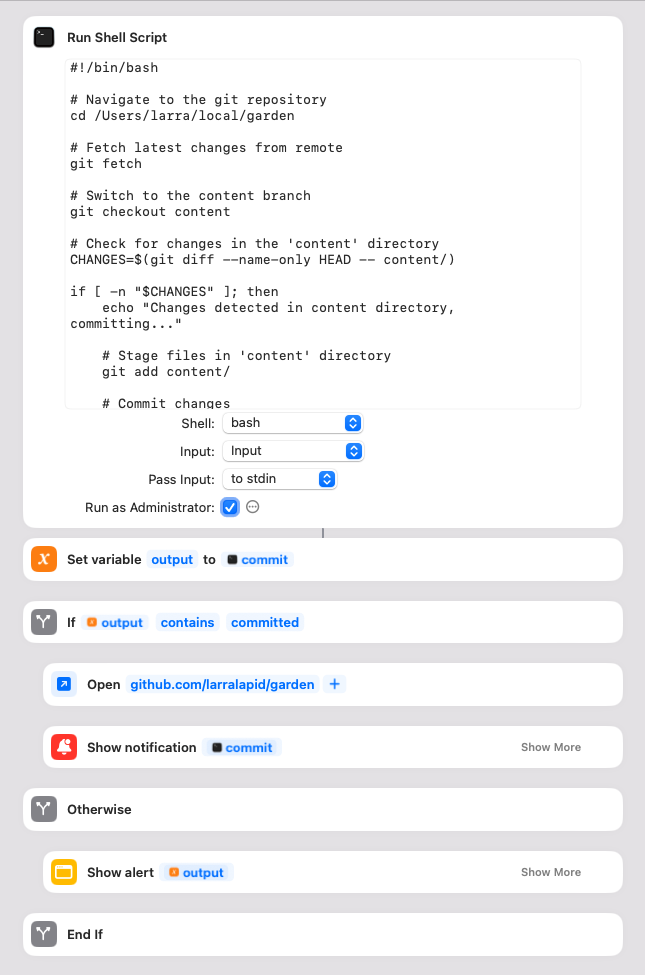 Run Shell Script
#!/bin/bash
# Navigate to the git repository
cd /Users/larra/local/garden
# Fetch latest changes from remote
git fetch
# Switch to the content branch
git checkout content
# Check for changes in the 'content' directory
CHANGES=$(git diff --name-only HEAD -- content/)
if [ -n "$CHANGES" ]; then
    echo "Changes detected in content directory,
committing..."
    # Stage files in 'content' directory
    git add content/
    # Commit changes
Shell: bash
Input: Input
Pass Input: to stdin
Run as Administrator:
Set variable output to commit
If output contains committed
Open github.com/larralapid/garden +
Show notification commit Show More
Otherwise
Show alert output Show More
End If